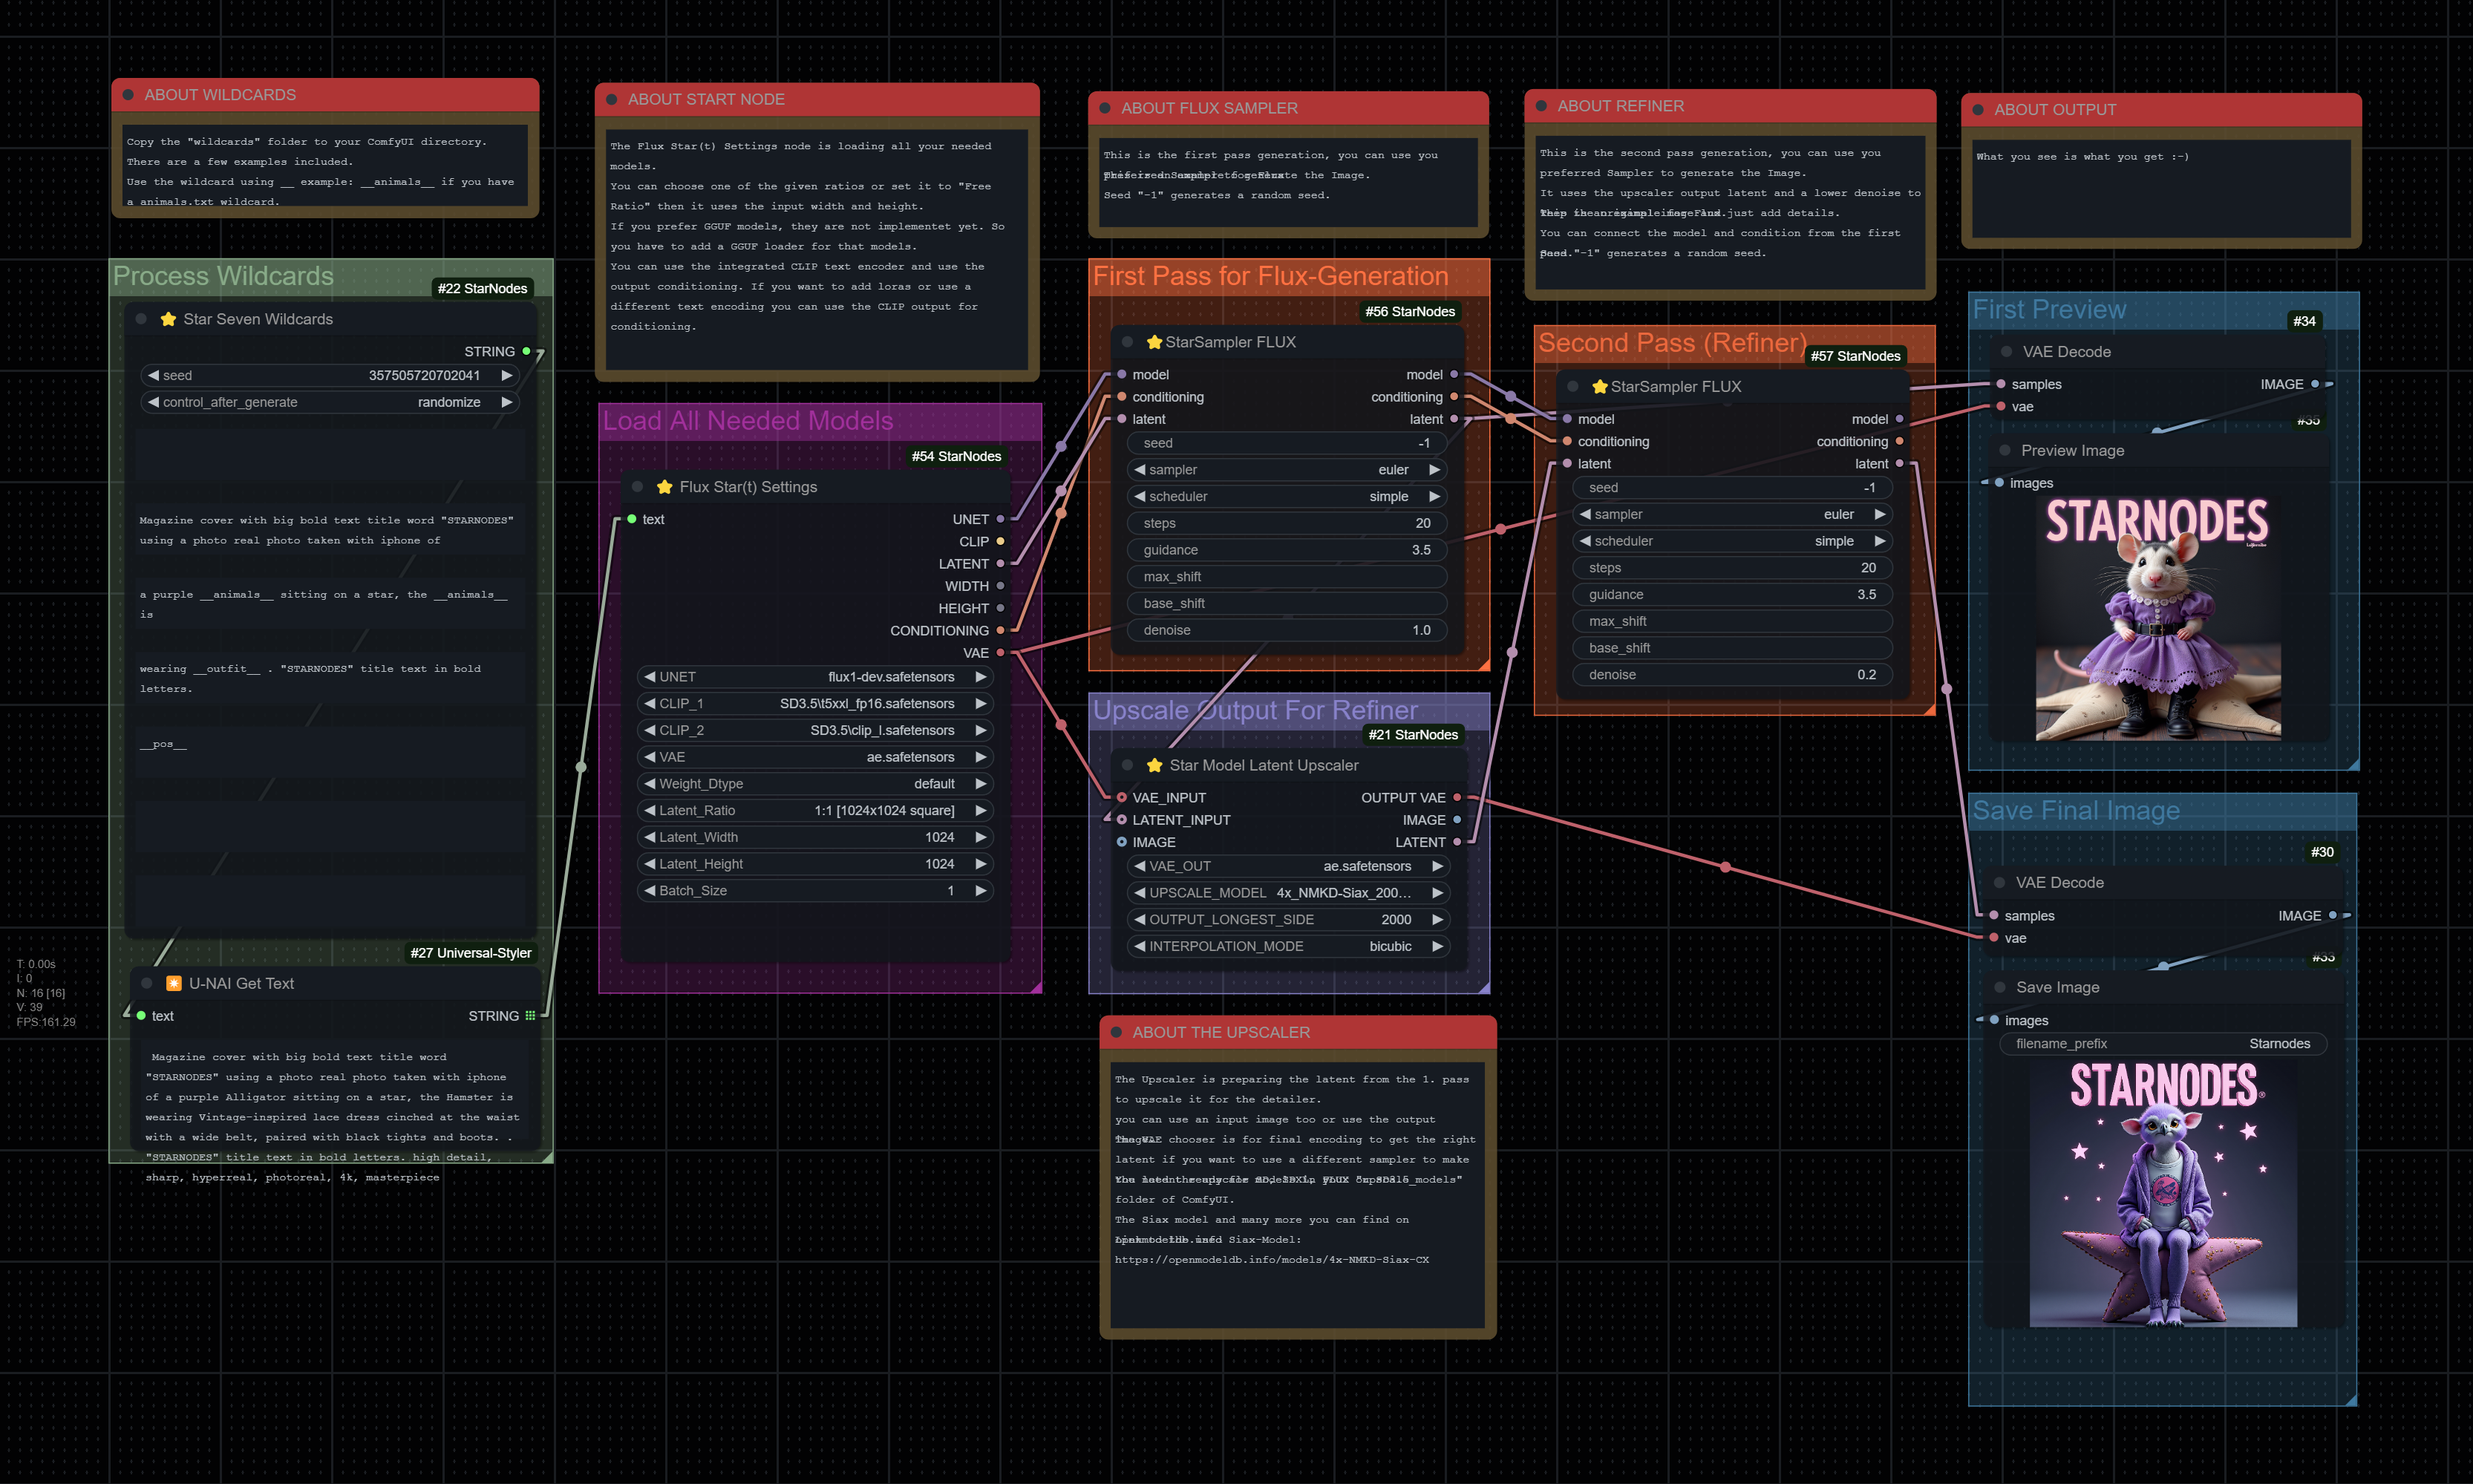 ABOUT WILDCARDS
Copy the "wildcards" folder to your ComfyUI directory.
There are a few examples included.
Use the wildcard using __ example: __animals__ if you have
a animals.txt wildcard.
Process Wildcards
#22 StarNodes
Star Seven Wildcards
STRING
seed 357505720702041
control_after_generate randomize
Magazine cover with big bold text title word "STARNODES"
using a photo real photo taken with iphone of
a purple __animals__ sitting on a star, the __animals__
is
wearing __outfit__ . "STARNODES" title text in bold
letters.
__pos__
#27 Universal-Styler
U-NAI Get Text
text STRING
Magazine cover with big bold text title word
"STARNODES" using a photo real photo taken with iphone
of a purple Alligator sitting on a star, the Hamster is
wearing Vintage-inspired lace dress cinched at the waist
with a wide belt, paired with black tights and boots. .
"STARNODES" title text in bold letters. high detail,
sharp, hyperreal, photoreal, 4k, masterpiece
T: 0.00s
I: 0
N: 16 [16]
V: 39
FPS:161.29
ABOUT START NODE
The Flux Star(t) Settings node is loading all your needed
models.
You can choose one of the given ratios or set it to "Free
Ratio" then it uses the input width and height.
If you prefer GGUF models, they are not implementet yet. So
you have to add a GGUF loader for that models.
You can use the integrated CLIP text encoder and use the
output conditioning. If you want to add loras or use a
different text encoding you can use the CLIP output for
conditioning.
Load All Needed Models
#54 StarNodes
Flux Star(t) Settings
text UNET
CLIP
LATENT
WIDTH
HEIGHT
CONDITIONING
VAE
UNET flux1-dev.safetensors
CLIP_1 SD3.5\t5xxl_fp16.safetensors
CLIP_2 SD3.5\clip_l.safetensors
VAE ae.safetensors
Weight_Dtype default
Latent_Ratio 1:1 [1024x1024 square]
Latent_Width 1024
Latent_Height 1024
Batch_Size 1
ABOUT FLUX SAMPLER
This is the first pass generation, you can use you
generate the Image.
Seed "-1" generates a random seed.
First Pass for Flux-Generation
#56 StarNodes
StarSampler FLUX
model model
conditioning conditioning
latent latent
seed -1
sampler euler
scheduler simple
steps 20
guidance 3.5
max_shift
base_shift
denoise 1.0
Upscale Output For Refiner
#21 StarNodes
Star Model Latent Upscaler
VAE_INPUT OUTPUT VAE
LATENT_INPUT IMAGE
IMAGE LATENT
VAE_OUT ae.safetensors
UPSCALE_MODEL 4x_NMKD-Siax_200…
OUTPUT_LONGEST_SIDE 2000
INTERPOLATION_MODE bicubic
ABOUT THE UPSCALER
The Upscaler is preparing the latent from the 1. pass
to upscale it for the detailer.
you can use an input image too or use the output
VAE chooser is for final encoding to get the right
latent if you want to use a different sampler to make
models"
folder of ComfyUI.
The Siax model and many more you can find on
Siax-Model:
https://openmodeldb.info/models/4x-NMKD-Siax-CX
ABOUT REFINER
This is the second pass generation, you can use you
preferred Sampler to generate the Image.
It uses the upscaler output latent and a lower denoise to
just add details.
You can connect the model and condition from the first
"-1" generates a random seed.
Second Pass (Refiner)
#57 StarNodes
StarSampler FLUX
model model
conditioning conditioning
latent latent
seed -1
sampler euler
scheduler simple
steps 20
guidance 3.5
max_shift
base_shift
denoise 0.2
ABOUT OUTPUT
What you see is what you get :-)
First Preview
#34
VAE Decode
samples IMAGE
vae
#35
Preview Image
images
STARNODES
Save Final Image
#30
VAE Decode
samples IMAGE
vae
#33
Save Image
images
filename_prefix Starnodes
STARNODES